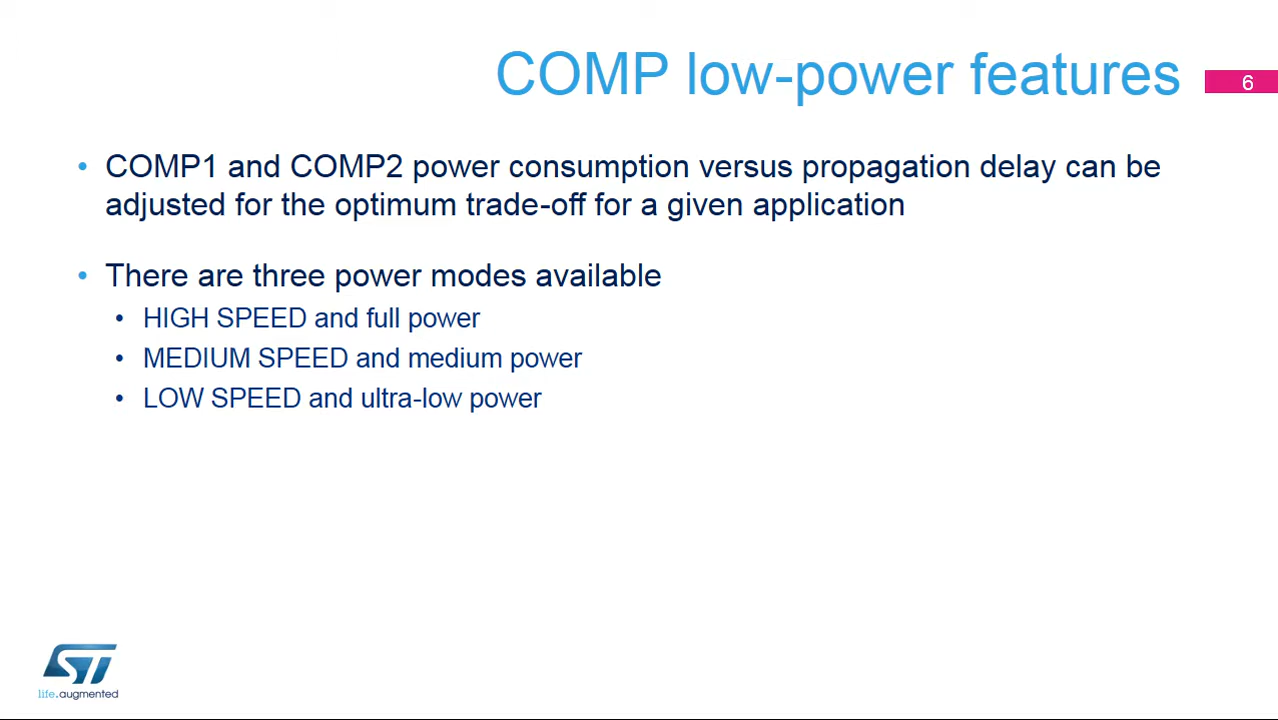 COMP low-power features
6
• COMP1 and COMP2 power consumption versus propagation delay can be
adjusted for the optimum trade-off for a given application
• There are three power modes available
• HIGH SPEED and full power
• MEDIUM SPEED and medium power
• LOW SPEED and ultra-low power
ST
life.augmented